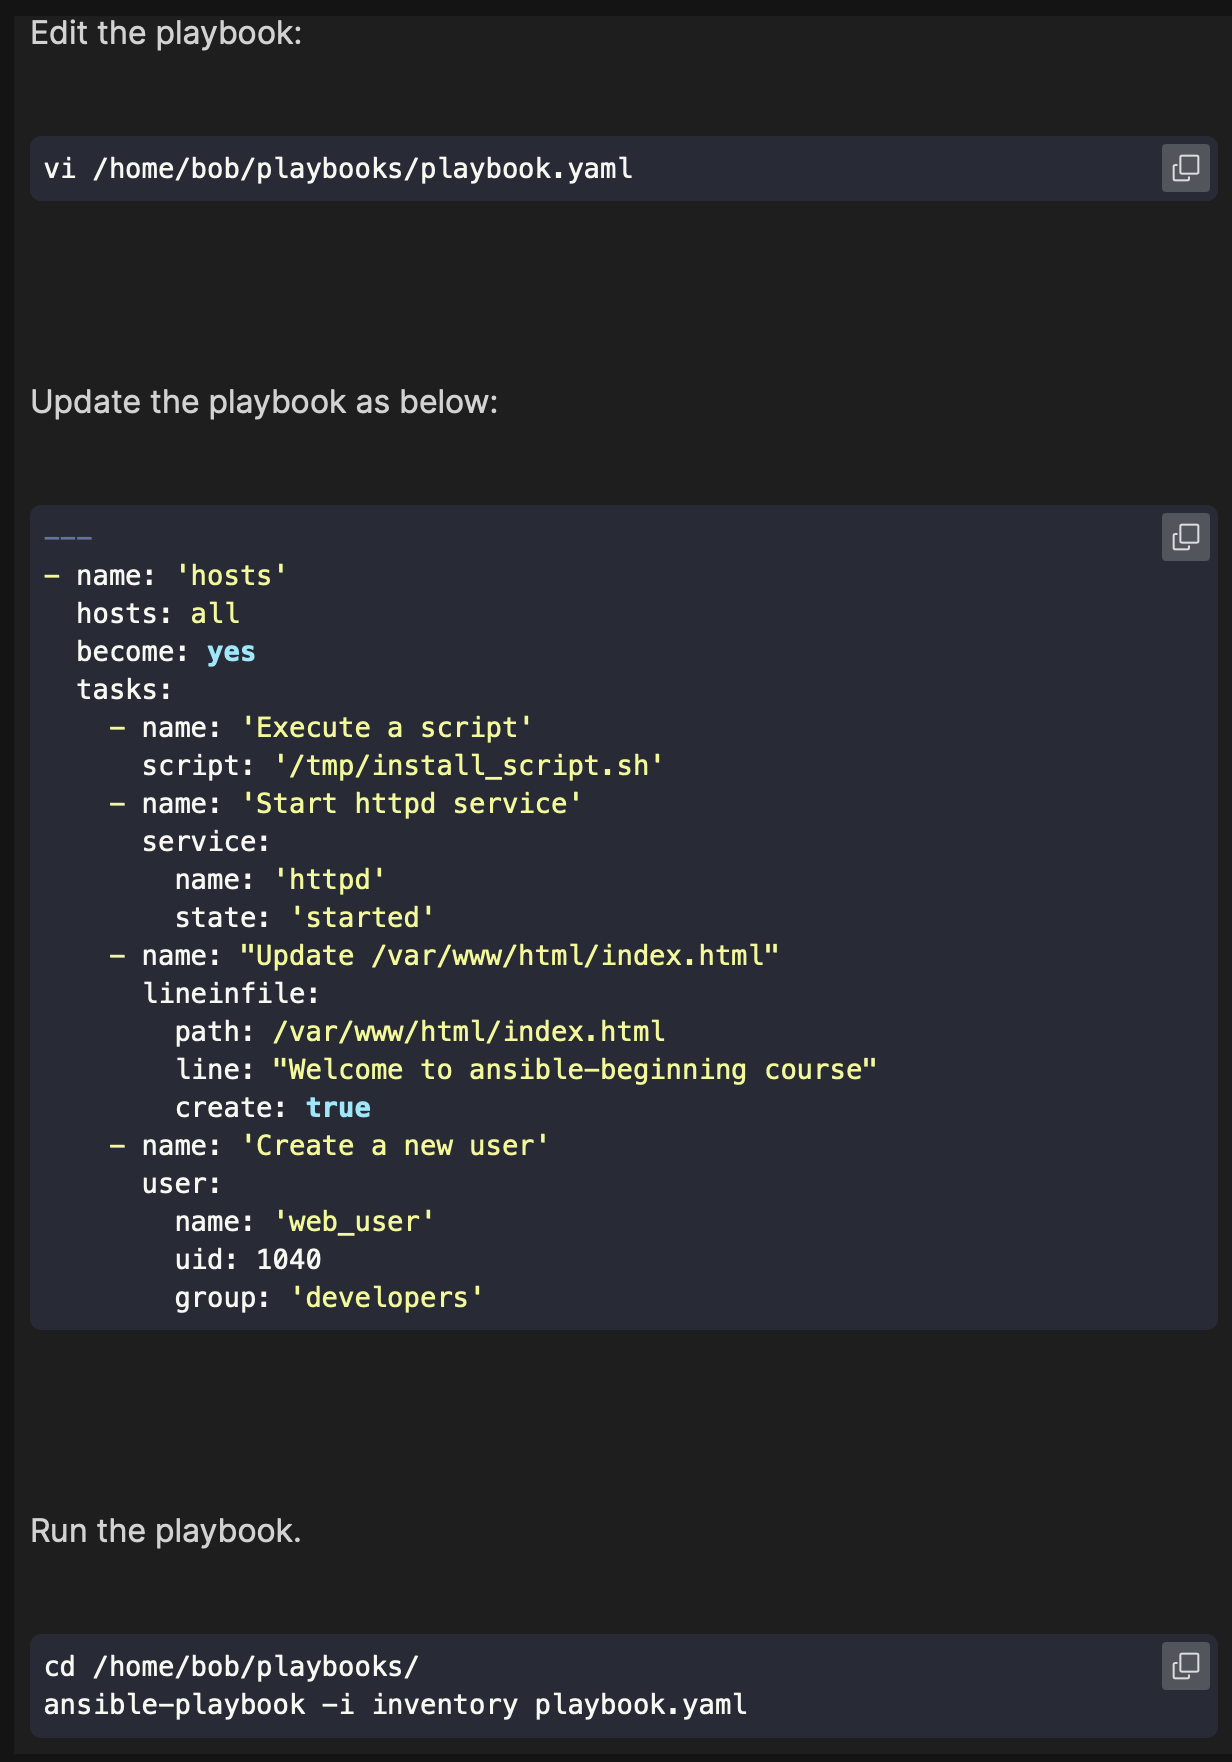 Edit the playbook:
vi /home/bob/playbooks/playbook.yaml
Update the playbook as below:
---
- name: 'hosts'
  hosts: all
  become: yes
  tasks:
    - name: 'Execute a script'
      script: '/tmp/install_script.sh'
    - name: 'Start httpd service'
      service:
        name: 'httpd'
        state: 'started'
    - name: "Update /var/www/html/index.html"
      lineinfile:
        path: /var/www/html/index.html
        line: "Welcome to ansible-beginning course"
        create: true
    - name: 'Create a new user'
      user:
        name: 'web_user'
        uid: 1040
        group: 'developers'
Run the playbook.
cd /home/bob/playbooks/
ansible-playbook -i inventory playbook.yaml